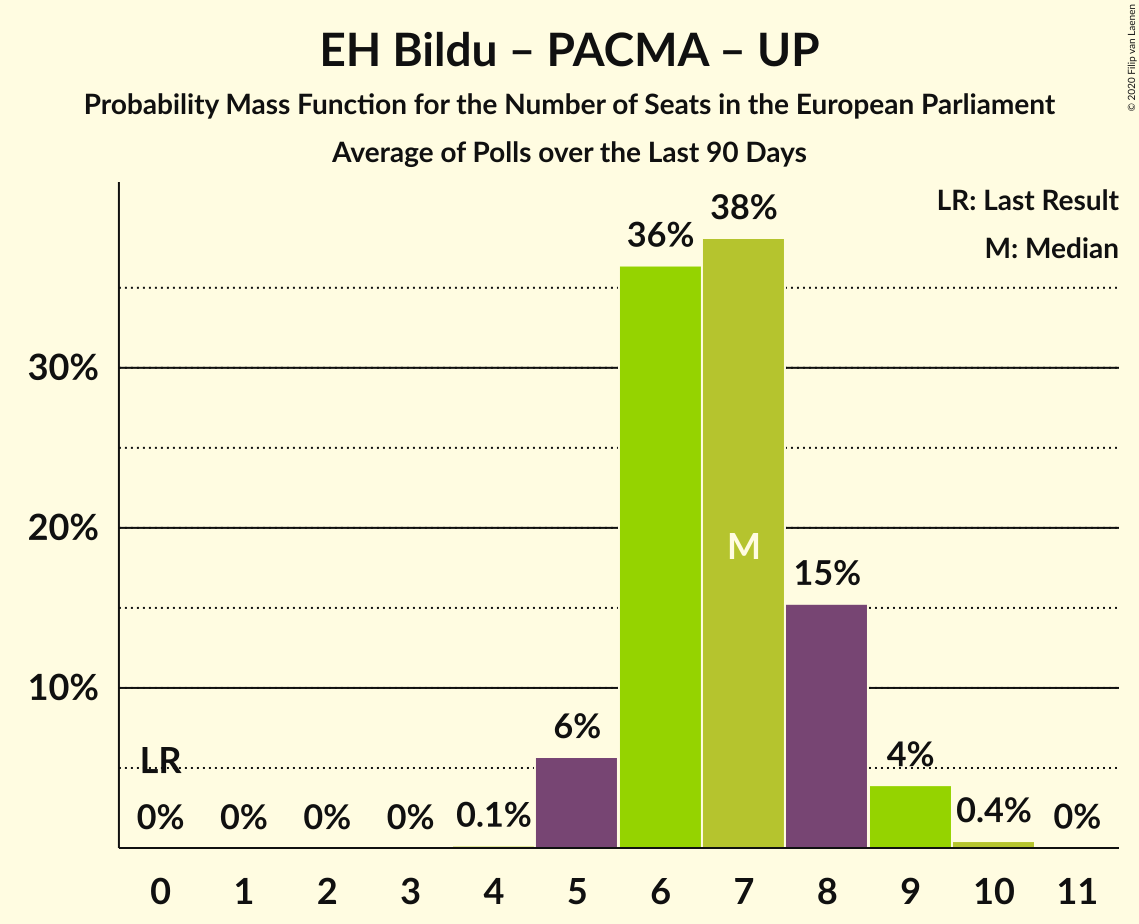 EH Bildu – PACMA – UP
Probability Mass Function for the Number of Seats in the European Parliament
Average of Polls over the Last 90 Days
© 2020 Filip van Laenen
LR: Last Result
M: Median
38%
36%
30%
M
20%
15%
10%
6%
LR
4%
0% 0% 0% 0% 0.1% 0.4% 0%
0 1 2 3 4 5 6 7 8 9 10 11